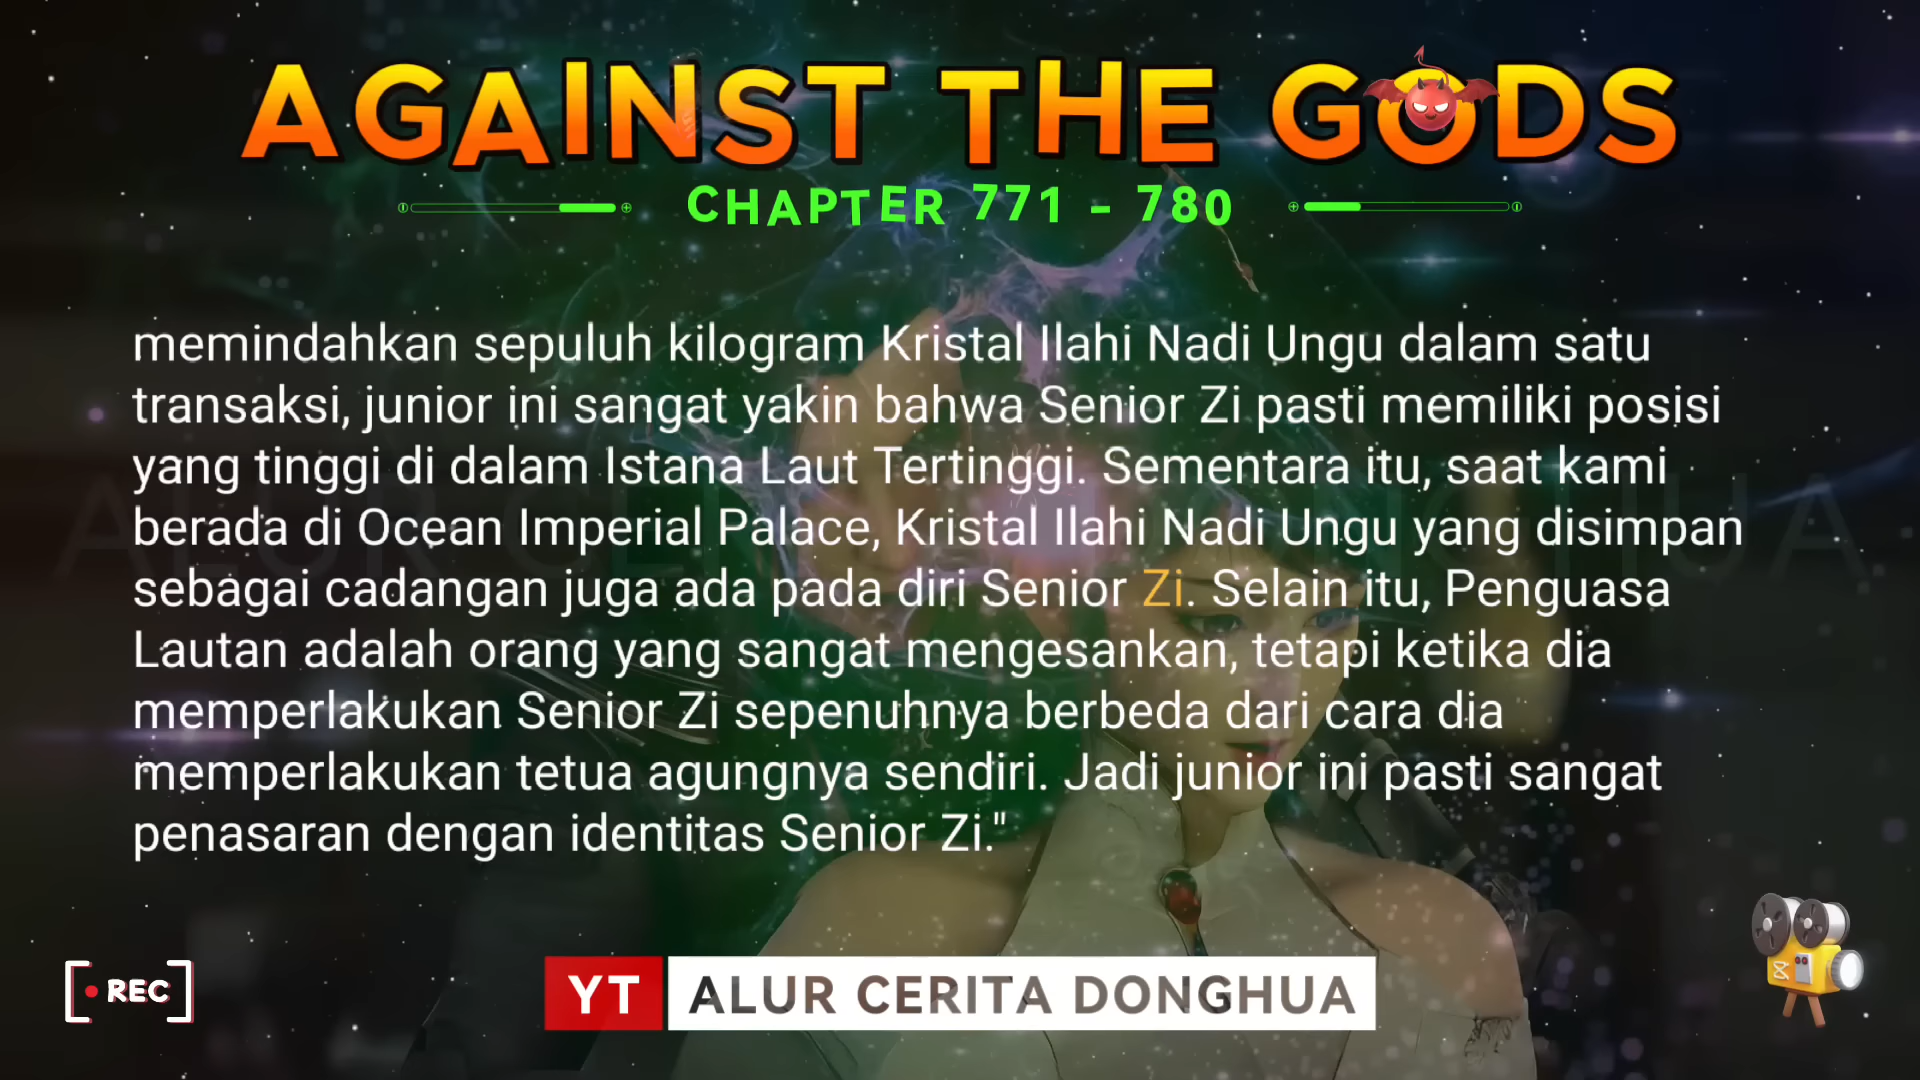 AGAINST THE GODS
CHAPTER 771 - 780
memindahkan sepuluh kilogram Kristal Ilahi Nadi Ungu dalam satu
transaksi, junior ini sangat yakin bahwa Senior Zi pasti memiliki posisi
yang tinggi di dalam Istana Laut Tertinggi. Sementara itu, saat kami
berada di Ocean Imperial Palace, Kristal Ilahi Nadi Ungu yang disimpan
sebagai cadangan juga ada pada diri Senior Zi. Selain itu, Penguasa
Lautan adalah orang yang sangat mengesankan, tetapi ketika dia
memperlakukan Senior Zi sepenuhnya berbeda dari cara dia
memperlakukan tetua agungnya sendiri. Jadi junior ini pasti sangat
penasaran dengan identitas Senior Zi."
REC
YT ALUR CERITA DONGHUA